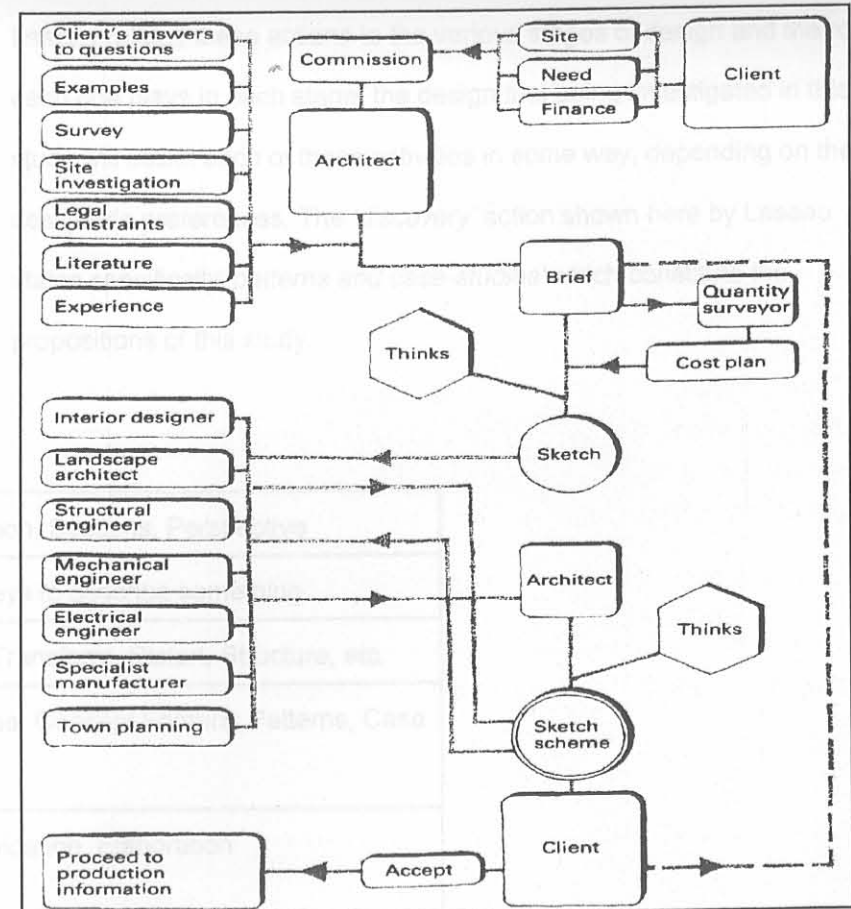 Client's answers
to questions
Examples
Survey
Site
investigation
Legal
constraints
Literature
Experience
Commission
Architect
Site
Need
Finance
Client
Brief
Quantity
surveyor
Cost plan
Thinks
Sketch
Interior designer
Landscape
architect
Structural
engineer
Mechanical
engineer
Electrical
engineer
Specialist
manufacturer
Town planning
Architect
Thinks
Sketch
scheme
Client
Accept
Proceed to
production
information